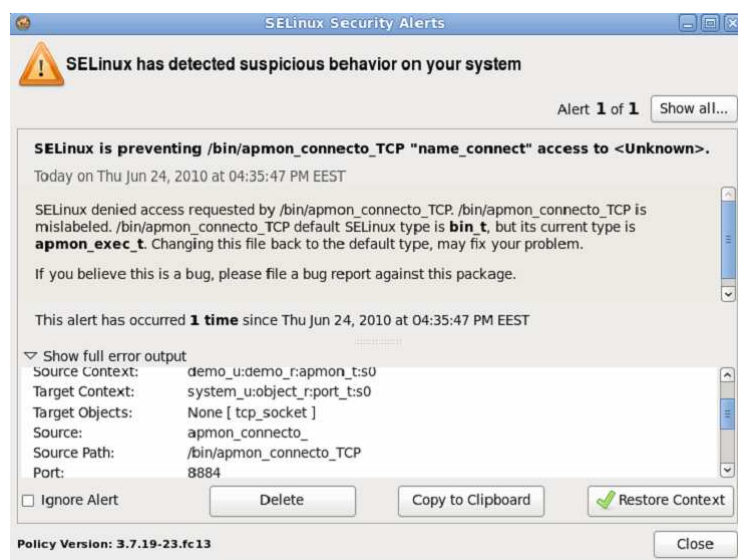 SELinux Security Alerts
SELinux has detected suspicious behavior on your system
Alert 1 of 1 Show all...
SELinux is preventing /bin/apmon_connecto_TCP "name_connect" access to <Unknown>.
Today on Thu Jun 24, 2010 at 04:35:47 PM EEST
SELinux denied access requested by /bin/apmon_connecto_TCP. /bin/apmon_connecto_TCP is
mislabeled. /bin/apmon_connecto_TCP default SELinux type is bin_t, but its current type is
apmon_exec_t. Changing this file back to the default type, may fix your problem.
If you believe this is a bug, please file a bug report against this package.
This alert has occurred 1 time since Thu Jun 24, 2010 at 04:35:47 PM EEST
Show full error output
Source Context: demo_u:demo_r:apmon_t:s0
Target Context: system_u:object_r:port_t:s0
Target Objects: None [ tcp_socket ]
Source: apmon_connecto_
Source Path: /bin/apmon_connecto_TCP
Port: 8884
Ignore Alert Delete Copy to Clipboard Restore Context
Policy Version: 3.7.19-23.fc13 Close